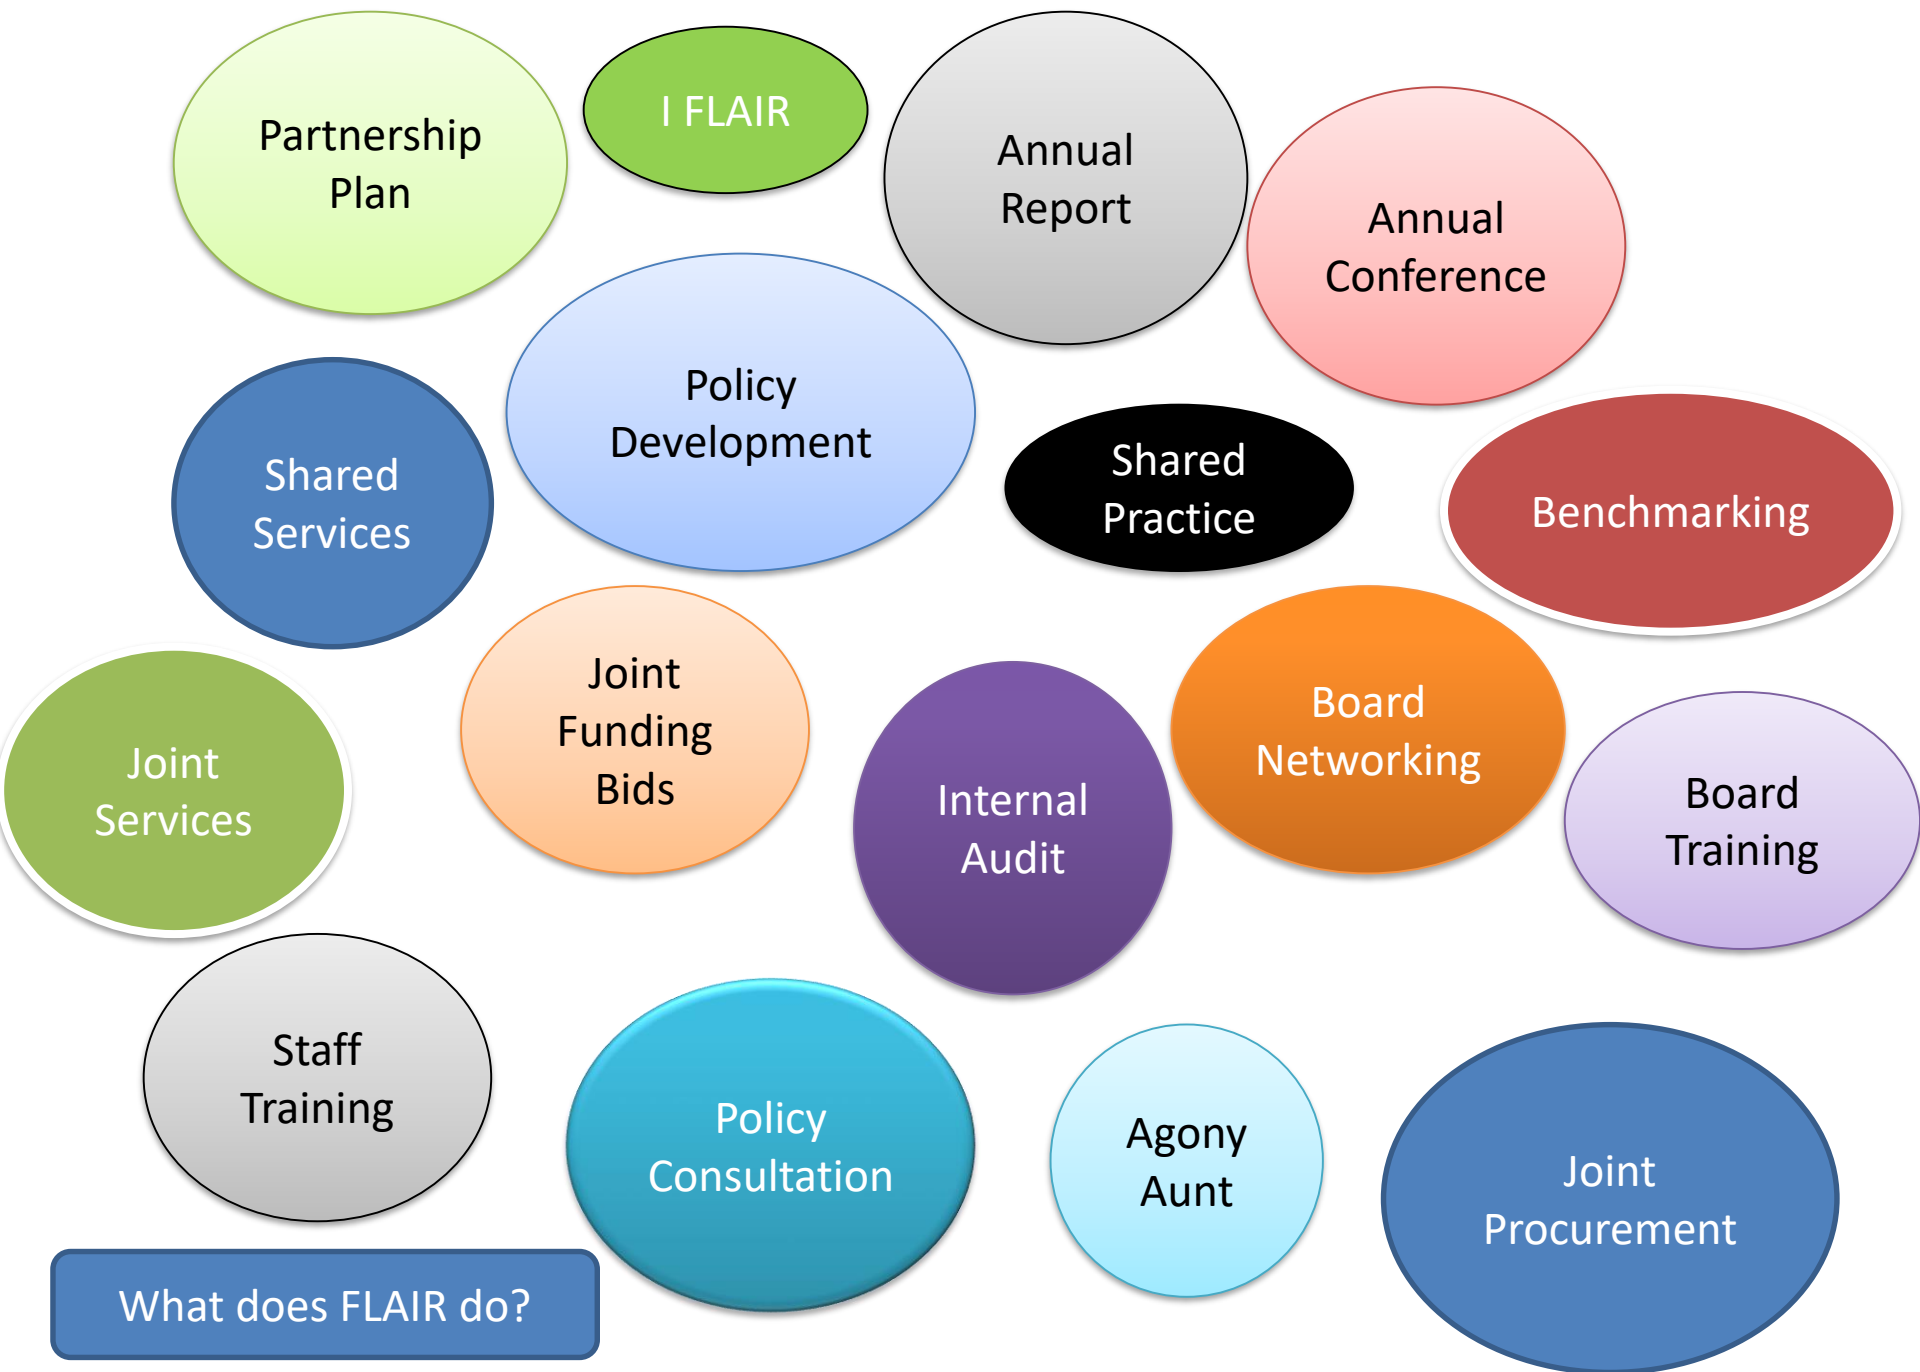 Partnership
Plan
I FLAIR
Annual
Report
Annual
Conference
Policy
Development
Shared
Services
Shared
Practice
Benchmarking
Joint
Funding
Bids
Board
Networking
Joint
Services
Internal
Audit
Board
Training
Staff
Training
Policy
Consultation
Agony
Aunt
Joint
Procurement
What does FLAIR do?